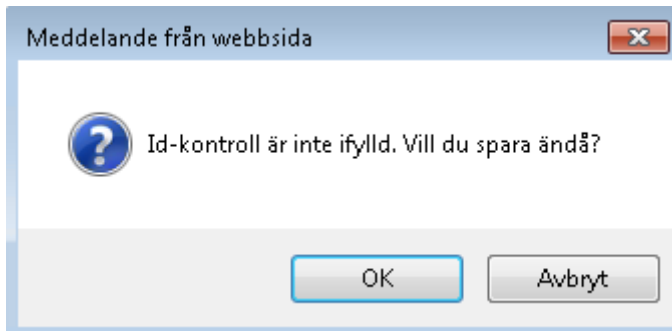 Meddelande från webbsida
Id-kontroll är inte ifylld. Vill du spara ändå?
OK
Avbryt